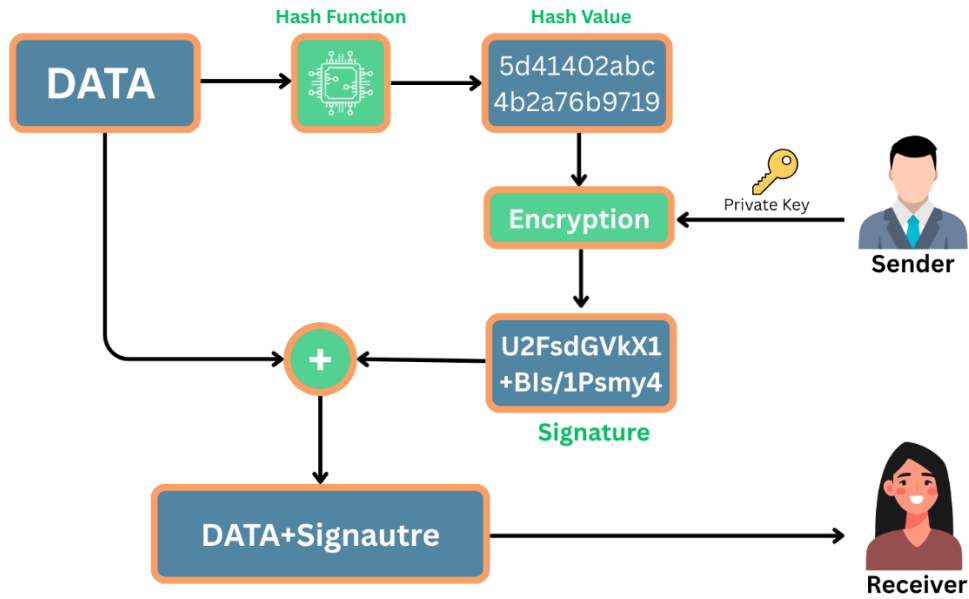 Hash Function
Hash Value
DATA
5d41402abc
4b2a76b9719
Private Key
Encryption
Sender
U2FsdGVkX1
+BIs/1Psmy4
+
Signature
DATA+Signautre
Receiver